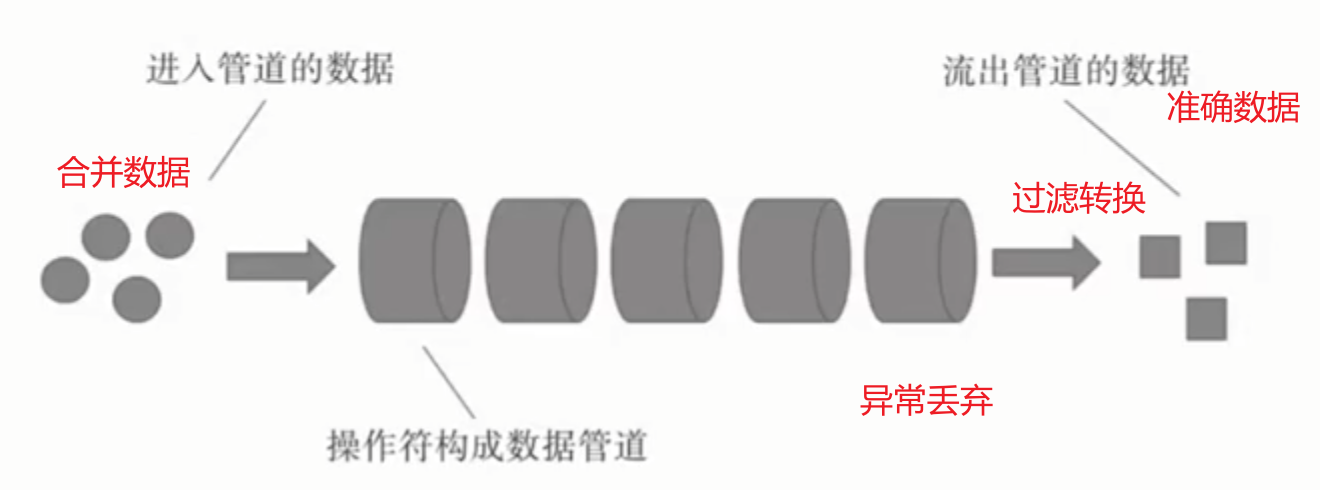 进入管道的数据
流出管道的数据
准确数据
合并数据
过滤转换
异常丢弃
操作符构成数据管道